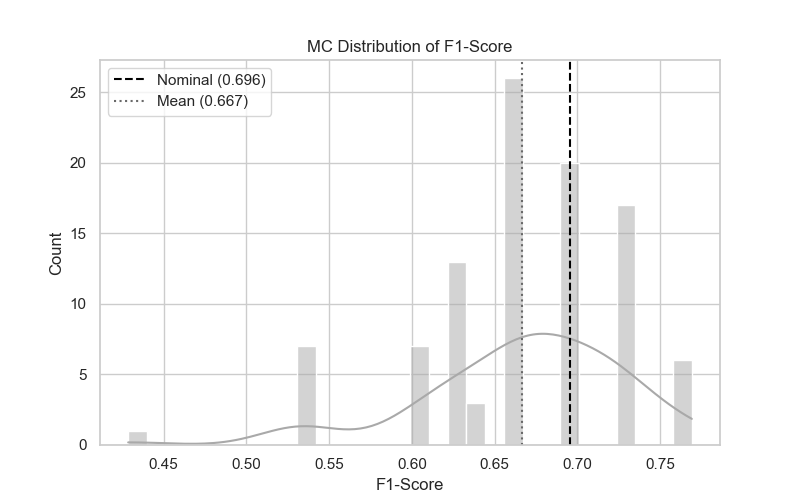 MC Distribution of F1-Score
Nominal (0.696)
Mean (0.667)
25
20
15
10
5
0
Count
0.45 0.50 0.55 0.60 0.65 0.70 0.75
F1-Score